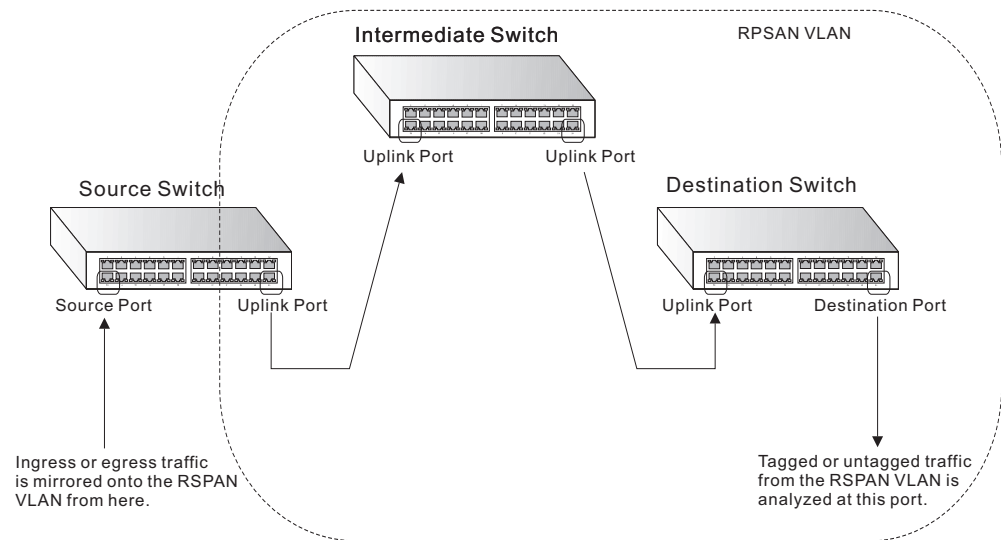 Intermediate Switch
RPSAN VLAN
Uplink Port
Uplink Port
Source Switch
Destination Switch
Source Port
Uplink Port
Uplink Port
Destination Port
Ingress or egress traffic
is mirrored onto the RSPAN
VLAN from here.
Tagged or untagged traffic
from the RSPAN VLAN is
analyzed at this port.